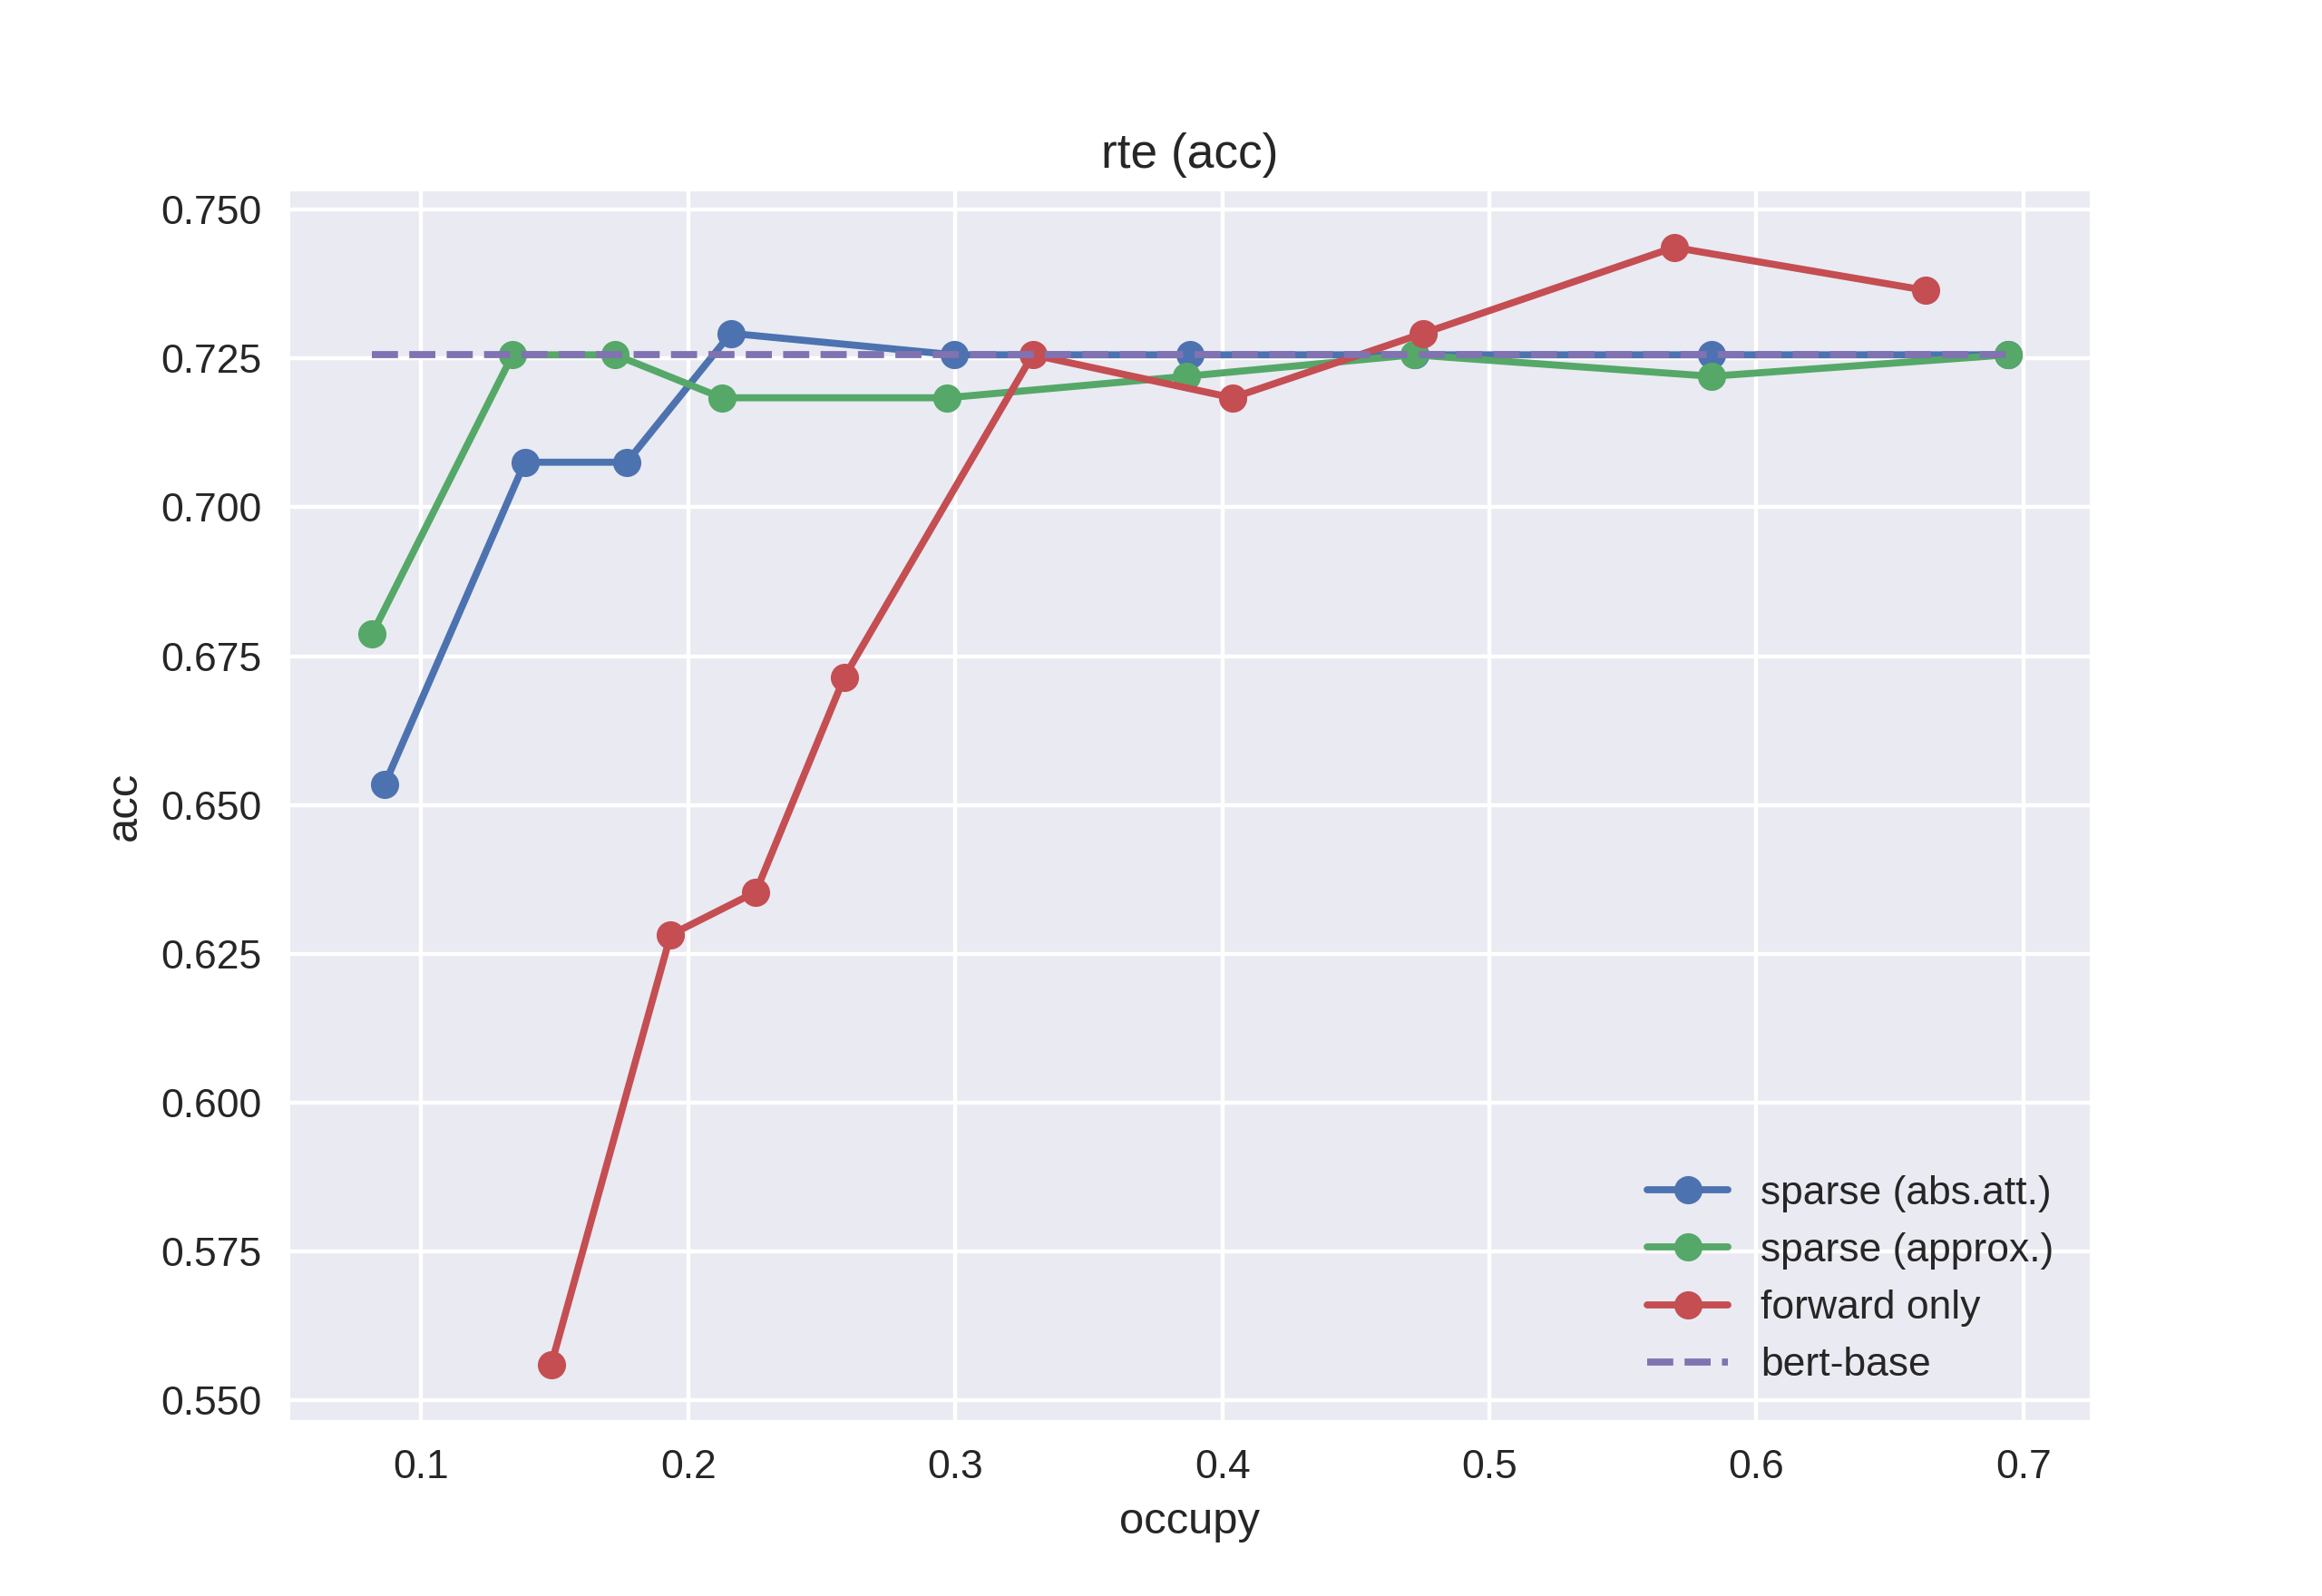 rte (acc)
0.750
0.725
0.700
0.675
0.650
0.625
0.600
0.575
0.550
acc
sparse (abs.att.)
sparse (approx.)
forward only
bert-base
0.1 0.2 0.3 0.4 0.5 0.6 0.7
occupy